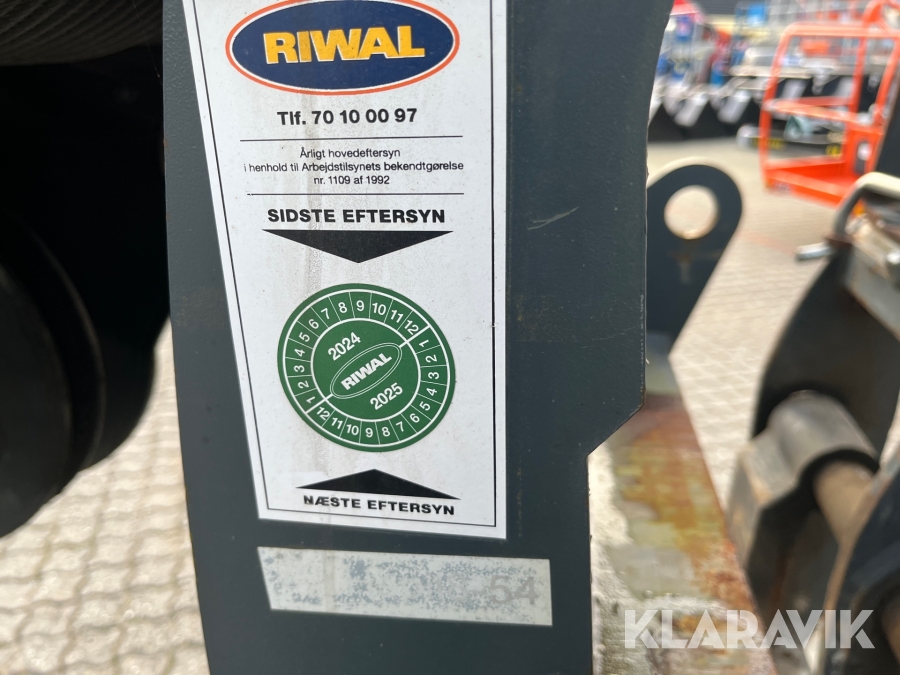 RIWAL
Tlf. 70 10 00 97
Årligt hovedeftersyn
i henhold til Arbejdstilsynets bekendtgørelse
nr. 1109 af 1992
SIDSTE EFTERSYN
1 2 3 4 5 6 7 8 9 10 11 12
2024
RIWAL
2025
1 2 3 4 5 6 7 8 9 10 11 12
NÆSTE EFTERSYN
54
KLARAVIK